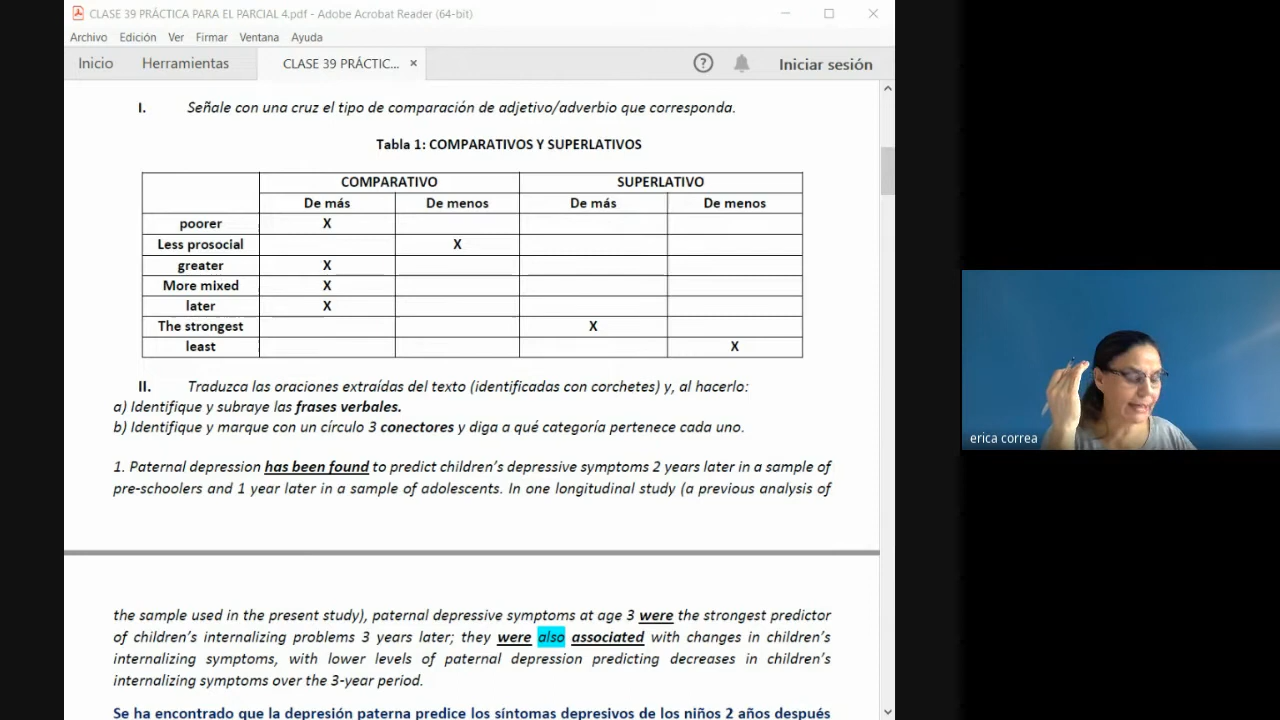 CLASE 39 PRÁCTICA PARA EL PARCIAL 4.pdf - Adobe Acrobat Reader (64-bit)
Archivo Edición Ver Firmar Ventana Ayuda
Inicio Herramientas CLASE 39 PRÁCTIC... × Iniciar sesión
I. Señale con una cruz el tipo de comparación de adjetivo/adverbio que corresponda.
Tabla 1: COMPARATIVOS Y SUPERLATIVOS
COMPARATIVO SUPERLATIVO
De más De menos De más De menos
poorer X
Less prosocial X
greater X
More mixed X
later X
The strongest X
least X
II. Traduzca las oraciones extraídas del texto (identificadas con corchetes) y, al hacerlo:
a) Identifique y subraye las frases verbales.
b) Identifique y marque con un círculo 3 conectores y diga a qué categoría pertenece cada uno.
1. Paternal depression has been found to predict children's depressive symptoms 2 years later in a sample of
pre-schoolers and 1 year later in a sample of adolescents. In one longitudinal study (a previous analysis of
the sample used in the present study), paternal depressive symptoms at age 3 were the strongest predictor
of children's internalizing problems 3 years later; they were also associated with changes in children's
internalizing symptoms, with lower levels of paternal depression predicting decreases in children's
internalizing symptoms over the 3-year period.
Se ha encontrado que la depresión paterna predice los síntomas depresivos de los niños 2 años después
erica correa